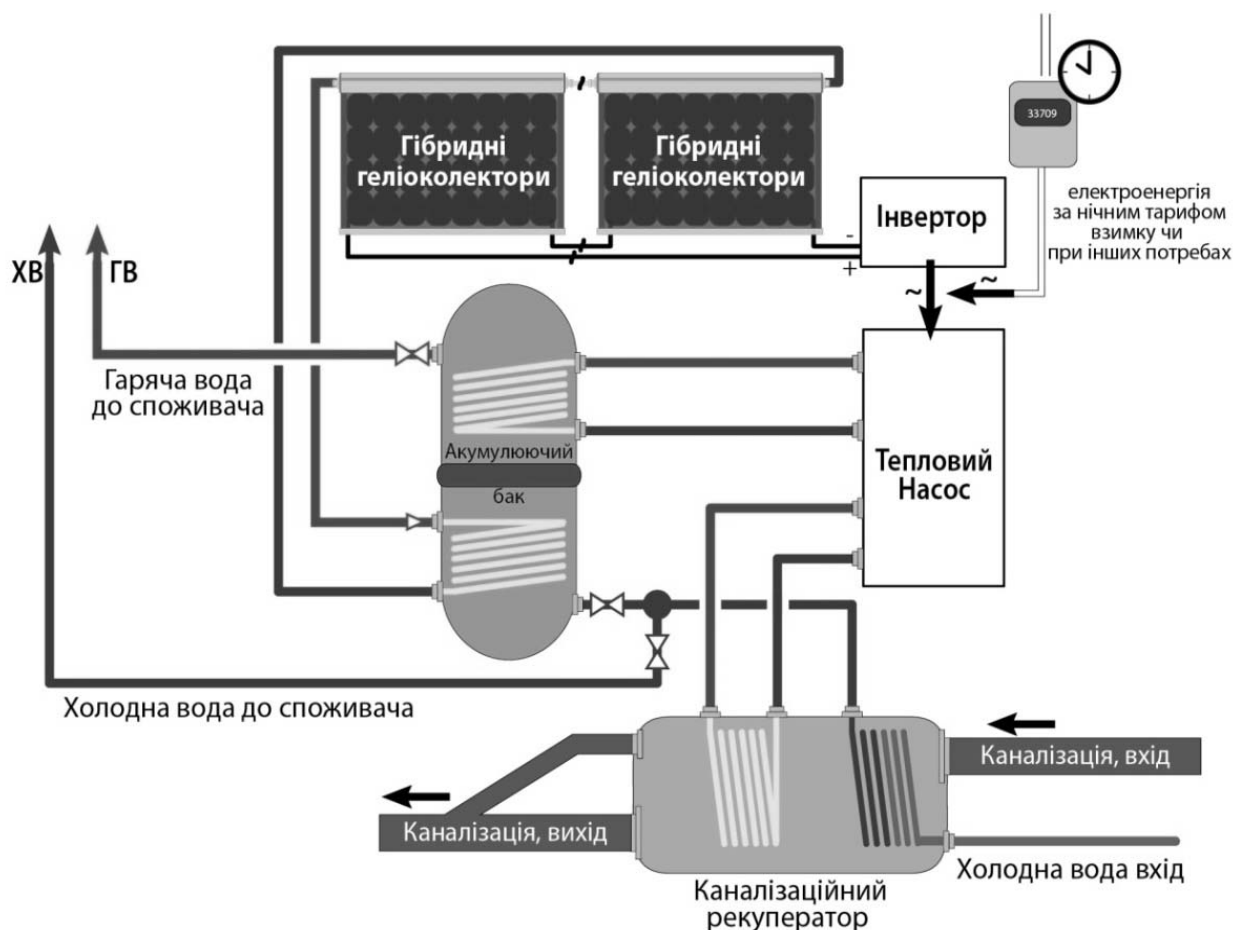 33709
Гібридні
геліоколектори
Гібридні
геліоколектори
Інвертор
-
+
електроенергія
за нічним тарифом
взимку чи
при інших потребах
~
~
ХВ
ГВ
Гаряча вода
до споживача
Акумулюючий
бак
Тепловий
Насос
Холодна вода до споживача
Каналізація, вхід
Каналізація, вихід
Холодна вода вхід
Каналізаційний
рекуператор